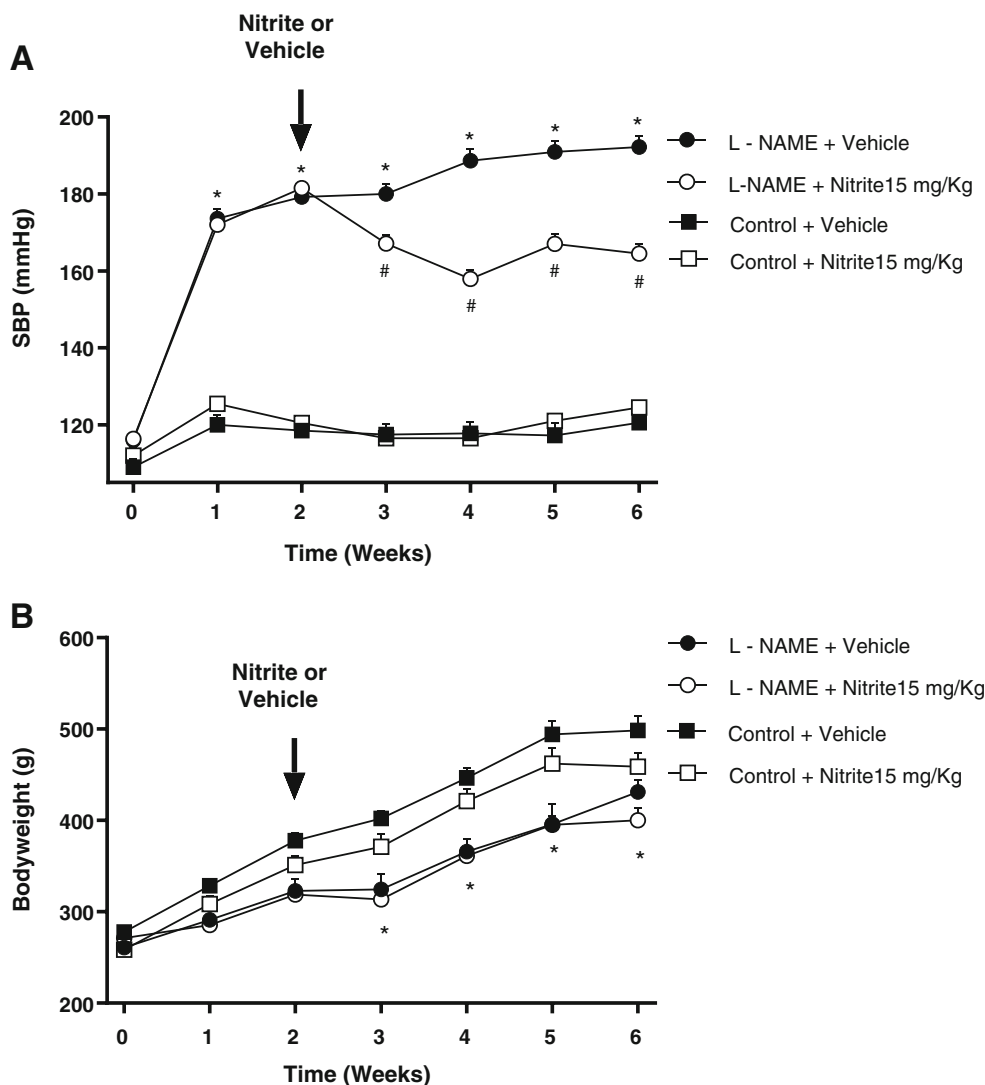 A
Nitrite or
Vehicle
SBP (mmHg)
200
180
160
140
120
* * * * * * 
# # # #
0 1 2 3 4 5 6
Time (Weeks)
L - NAME + Vehicle
L-NAME + Nitrite15 mg/Kg
Control + Vehicle
Control + Nitrite15 mg/Kg
B
Nitrite or
Vehicle
Bodyweight (g)
600
500
400
300
200
* * * *
0 1 2 3 4 5 6
Time (Weeks)
L - NAME + Vehicle
L - NAME + Nitrite15 mg/Kg
Control + Vehicle
Control + Nitrite15 mg/Kg